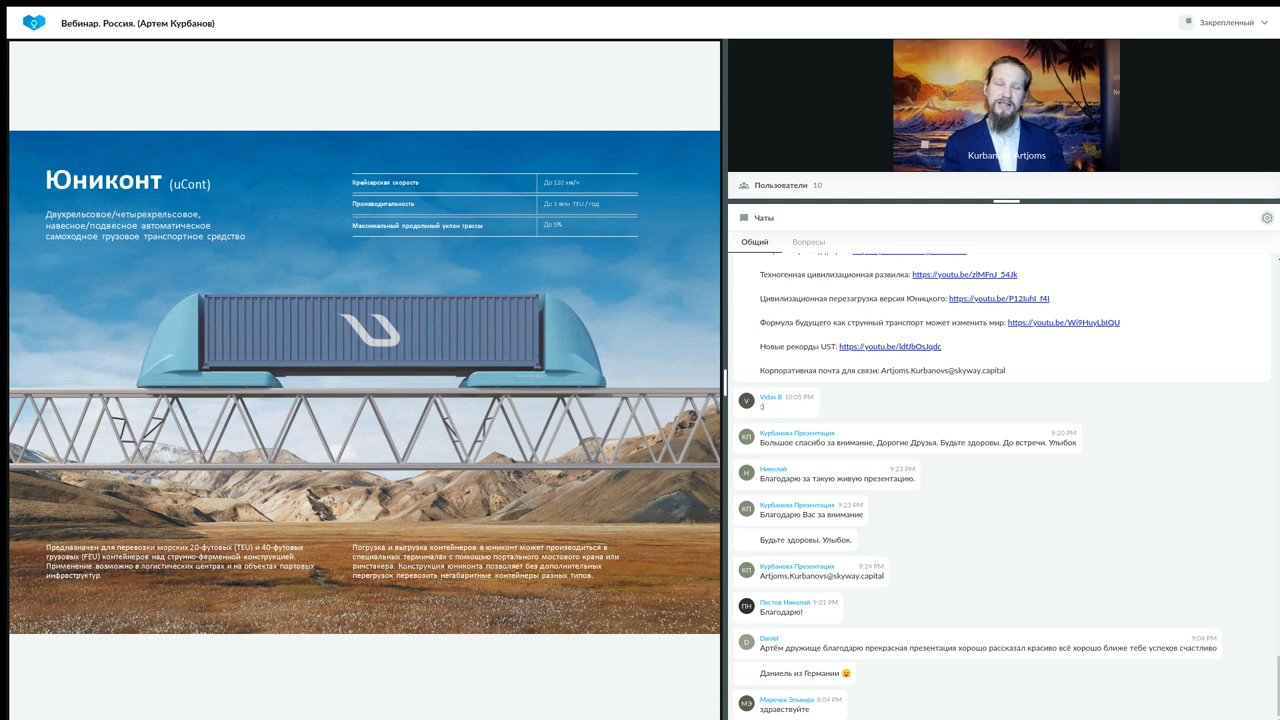 Вебинар. Россия. (Артем Курбанов)
Закрепленный
Юниконт (uCont)
Двухрельсовое/четырехрельсовое,
навесное/подвесное автоматическое
самоходное грузовое транспортное средство
Крейсерская скорость До 120 км/ч
Производительность До 5 млн TEU / год
Максимальный продольный уклон трассы До 5%
Предназначен для перевозки морских 20-футовых (TEU) и 40-футовых
грузовых (FEU) контейнеров над струнно-ферменной конструкцией.
Применение возможно в логистических центрах и на объектах портовых
инфраструктур.
Погрузка и выгрузка контейнеров в юниконт может производиться в
специальных терминалах с помощью портального мостового крана или
ричстакера. Конструкция юниконта позволяет без дополнительных
перегрузок перевозить негабаритные контейнеры разных типов.
Artjoms
Пользователи 10
Чаты
Общий Вопросы
Техногенная цивилизационная развилка: https://youtu.be/zlMFnJ_54Jk
Цивилизационная перезагрузка версия Юницкого: https://youtu.be/P12IuhI_f4I
Формула будущего как струнный транспорт может изменить мир: https://youtu.be/Wi9HuyLbIQU
Новые рекорды UST: https://youtu.be/ldfJbOsJqdc
Корпоративная почта для связи: Artjoms.Kurbanovs@skyway.capital
V Vidas B 10:05 PM
:)
КП Курбанова Презентация 9:20 PM
Большое спасибо за внимание, Дорогие Друзья. Будьте здоровы. До встречи. Улыбок
Н Николай 9:23 PM
Благодарю за такую живую презентацию.
КП Курбанова Презентация 9:23 PM
Благодарю Вас за внимание
Будьте здоровы. Улыбок.
КП Курбанова Презентация 9:24 PM
Artjoms.Kurbanovs@skyway.capital
ПН Пестов Николай 9:01 PM
Благодарю!
D Daniel 9:04 PM
Артём дружище благодарю прекрасная презентация хорошо рассказал красиво всё хорошо ближе тебе успехов счастливо
Даниель из Германии 😉
МЭ Маречек Эльвира 8:04 PM
здравствуйте